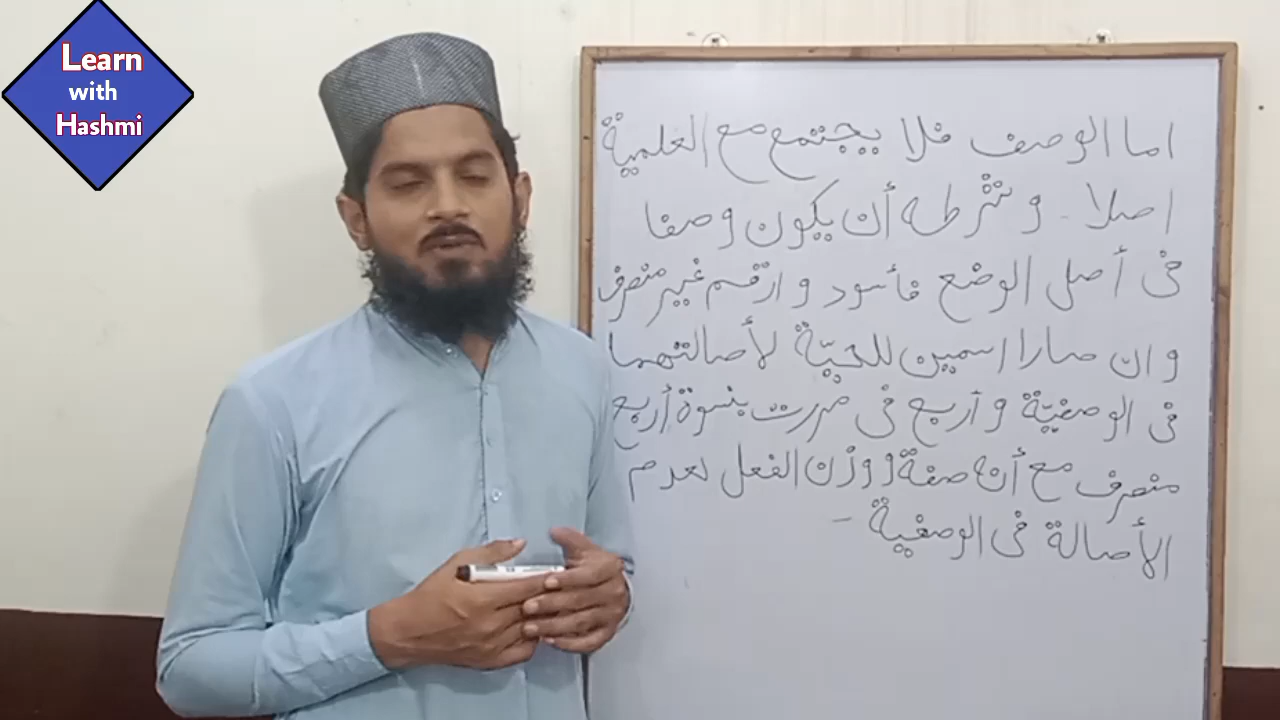 Learn
with
Hashmi
اما الوصف فلا يجتمع مع العلمية
اصلا - و شرطه أن يكون وصفا
فى أصل الوضع فأسود و ارقم غير منصرف
و ان صارا اسمين للحيّة لأصالتهما
فى الوصفيّة و أربع فى مررت بنسوة أربع
منصرف مع أنه صفة و وزن الفعل لعدم
الأصالة فى الوصفية -